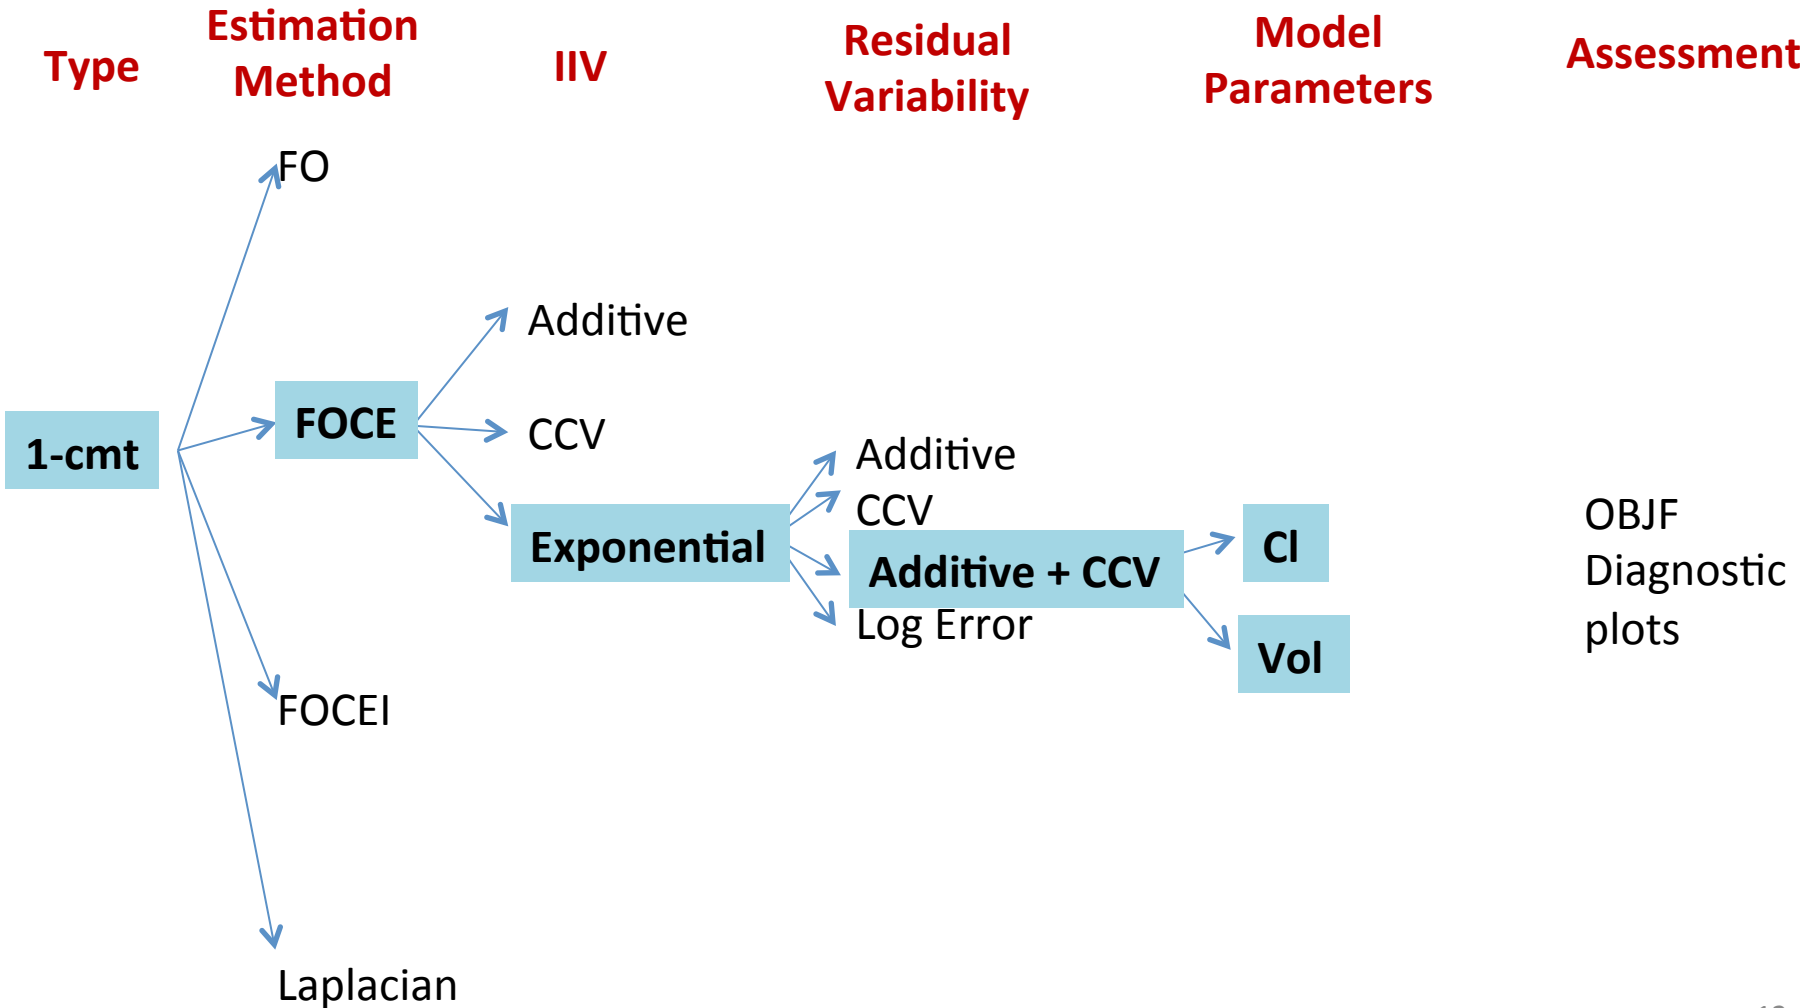 Type
Estimation
Method
IIV
Residual
Variability
Model
Parameters
Assessment
1-cmt
FO
FOCE
FOCEI
Laplacian
Additive
CCV
Exponential
Additive
CCV
Additive + CCV
Log Error
Cl
Vol
OBJF
Diagnostic
plots